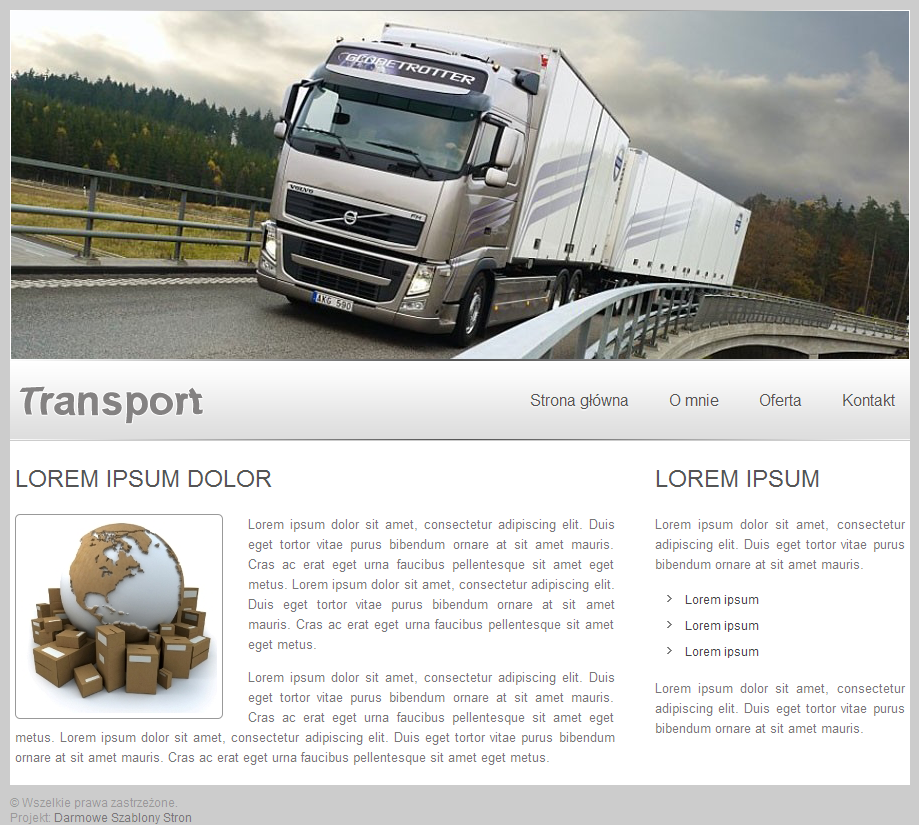 GLOBETROTTER
VOLVO
FH
AKG 590
Transport
Strona główna
O mnie
Oferta
Kontakt
LOREM IPSUM DOLOR
Lorem ipsum dolor sit amet, consectetur adipiscing elit. Duis
eget tortor vitae purus bibendum ornare at sit amet mauris.
Cras ac erat eget urna faucibus pellentesque sit amet eget
metus. Lorem ipsum dolor sit amet, consectetur adipiscing elit.
Duis eget tortor vitae purus bibendum ornare at sit amet
mauris. Cras ac erat eget urna faucibus pellentesque sit amet
eget metus.
Lorem ipsum dolor sit amet, consectetur adipiscing elit. Duis
eget tortor vitae purus bibendum ornare at sit amet mauris.
Cras ac erat eget urna faucibus pellentesque sit amet eget
metus. Lorem ipsum dolor sit amet, consectetur adipiscing elit. Duis eget tortor vitae purus bibendum
ornare at sit amet mauris. Cras ac erat eget urna faucibus pellentesque sit amet eget metus.
LOREM IPSUM
Lorem ipsum dolor sit amet, consectetur
adipiscing elit. Duis eget tortor vitae purus
bibendum ornare at sit amet mauris.
Lorem ipsum
Lorem ipsum
Lorem ipsum
Lorem ipsum dolor sit amet, consectetur
adipiscing elit. Duis eget tortor vitae purus
bibendum ornare at sit amet mauris.
© Wszelkie prawa zastrzeżone.
Projekt: Darmowe Szablony Stron